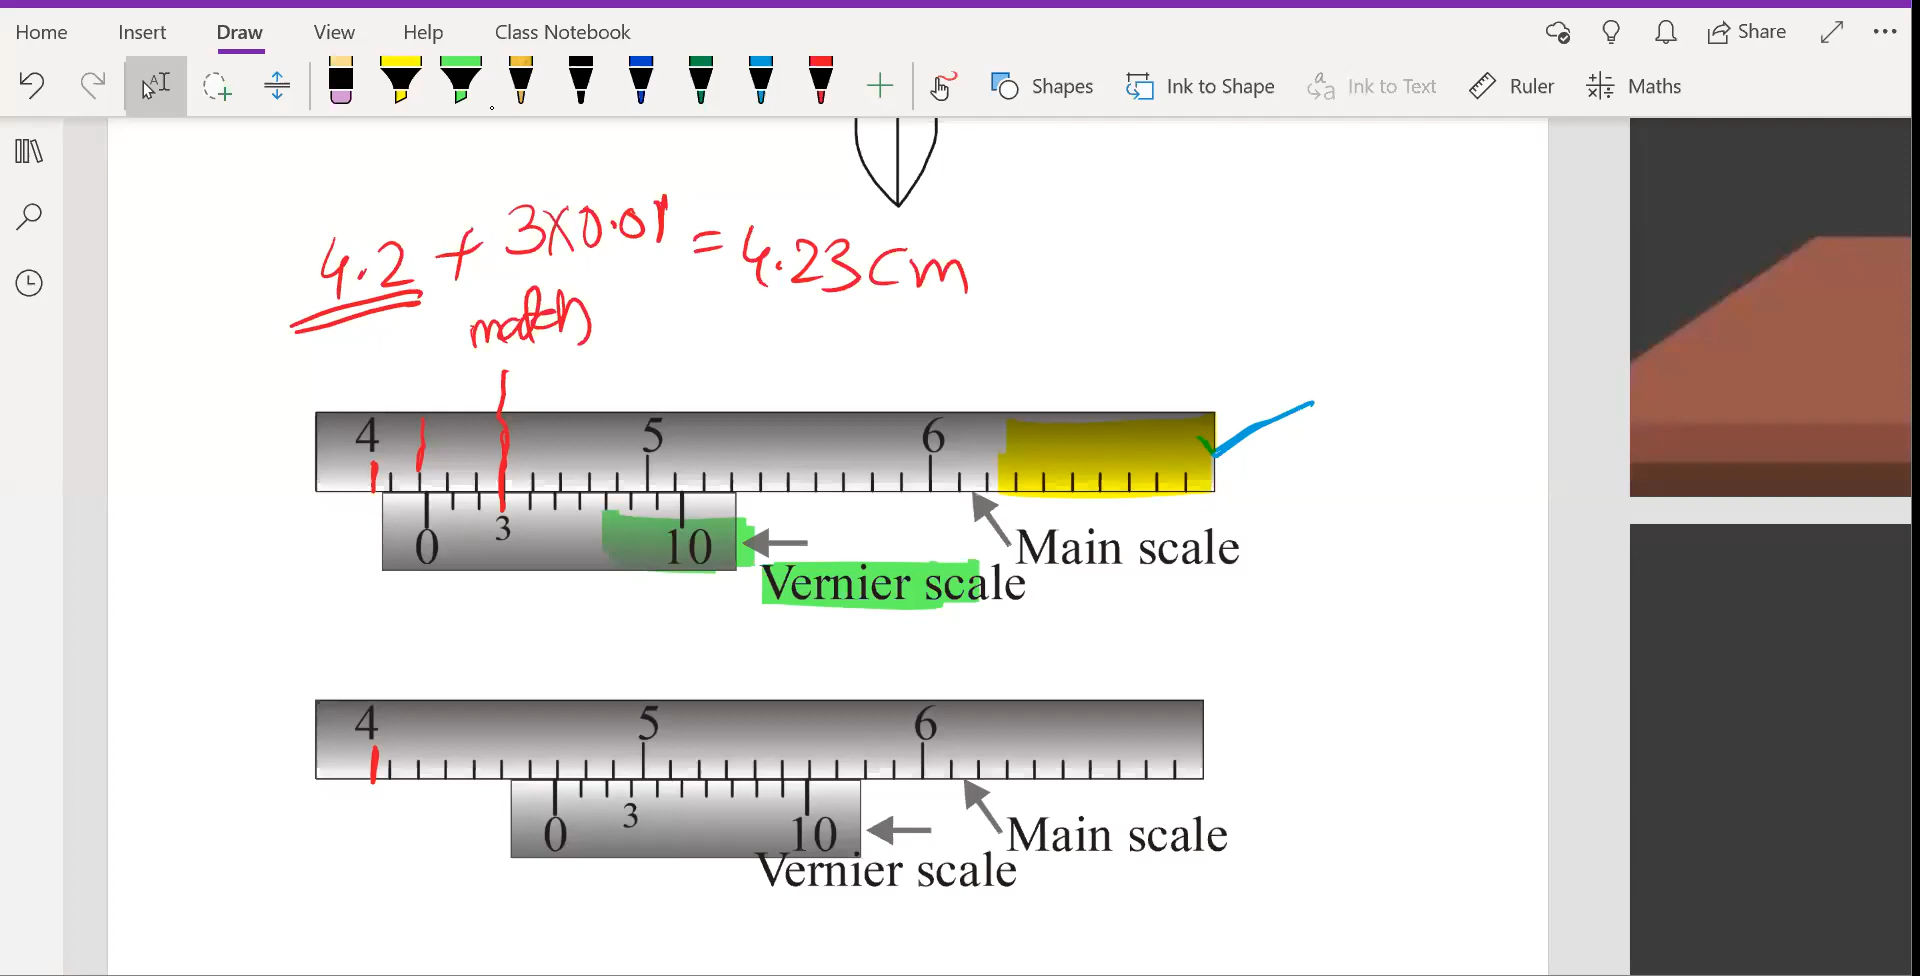 Home Insert Draw View Help Class Notebook Share
Shapes Ink to Shape Ink to Text Ruler Maths
4.2 + 3x0.01 = 4.23cm
match
4 5 6
0 3 10
Main scale
Vernier scale
4 5 6
0 3 10
Main scale
Vernier scale